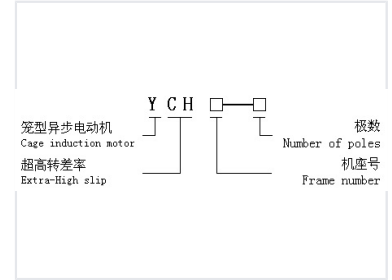 YCH □—□
笼型异步电动机
Cage induction motor
超高转差率
Extra-High slip
极数
Number of poles
机座号
Frame number